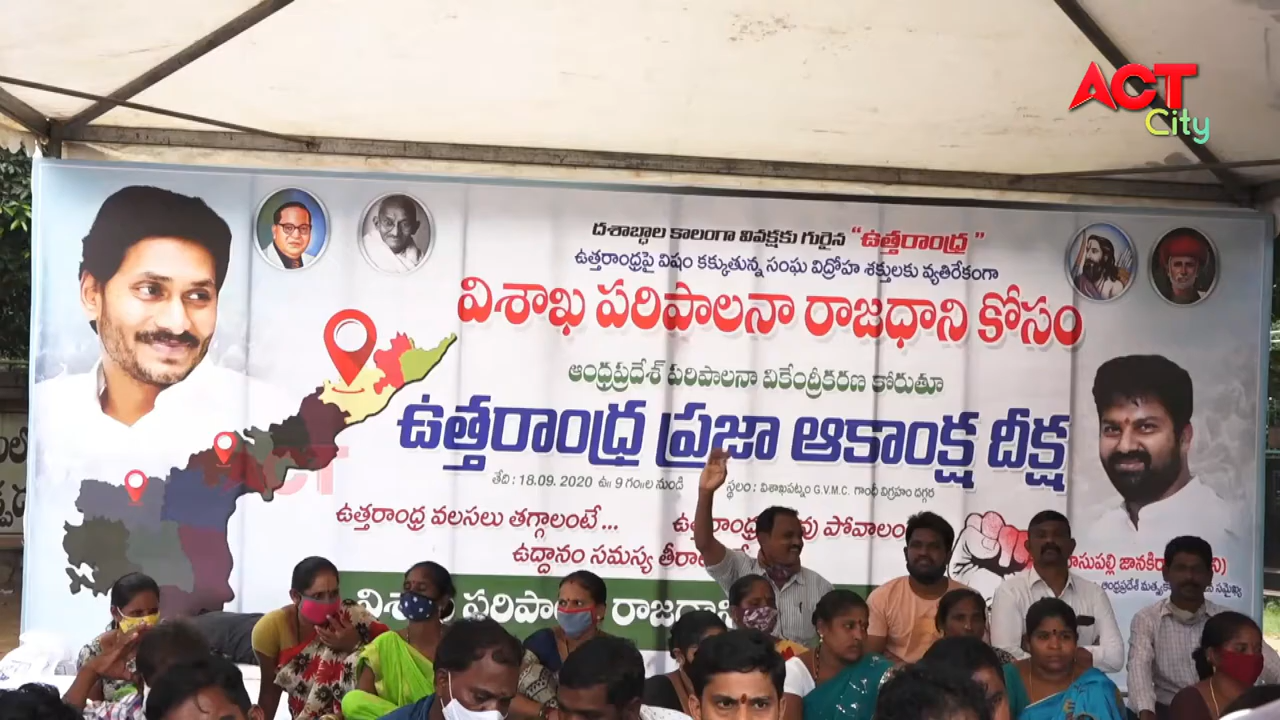 ACT
City
దశాబ్ధాల కాలంగా వివక్షకు గురైన "ఉత్తరాంధ్ర"
ఉత్తరాంధ్రపై విషం కక్కుతున్న సంఘ విద్రోహ శక్తులకు వ్యతిరేకంగా
విశాఖ పరిపాలనా రాజధాని కోసం
ఆంధ్రప్రదేశ్ పరిపాలనా వికేంద్రీకరణ కోరుతూ
ఉత్తరాంధ్ర ప్రజా ఆకాంక్ష దీక్ష
తేది : 18.09. 2020 ఉ॥ 9 గం॥ల నుండి స్థలం : విశాఖపట్నం G.V.M.C. గాంధీ విగ్రహం దగ్గర
ఉత్తరాంధ్ర వలసలు తగ్గాలంటే...
పోవాలం
ఉద్దానం సమస్య
పరిపా
ACT